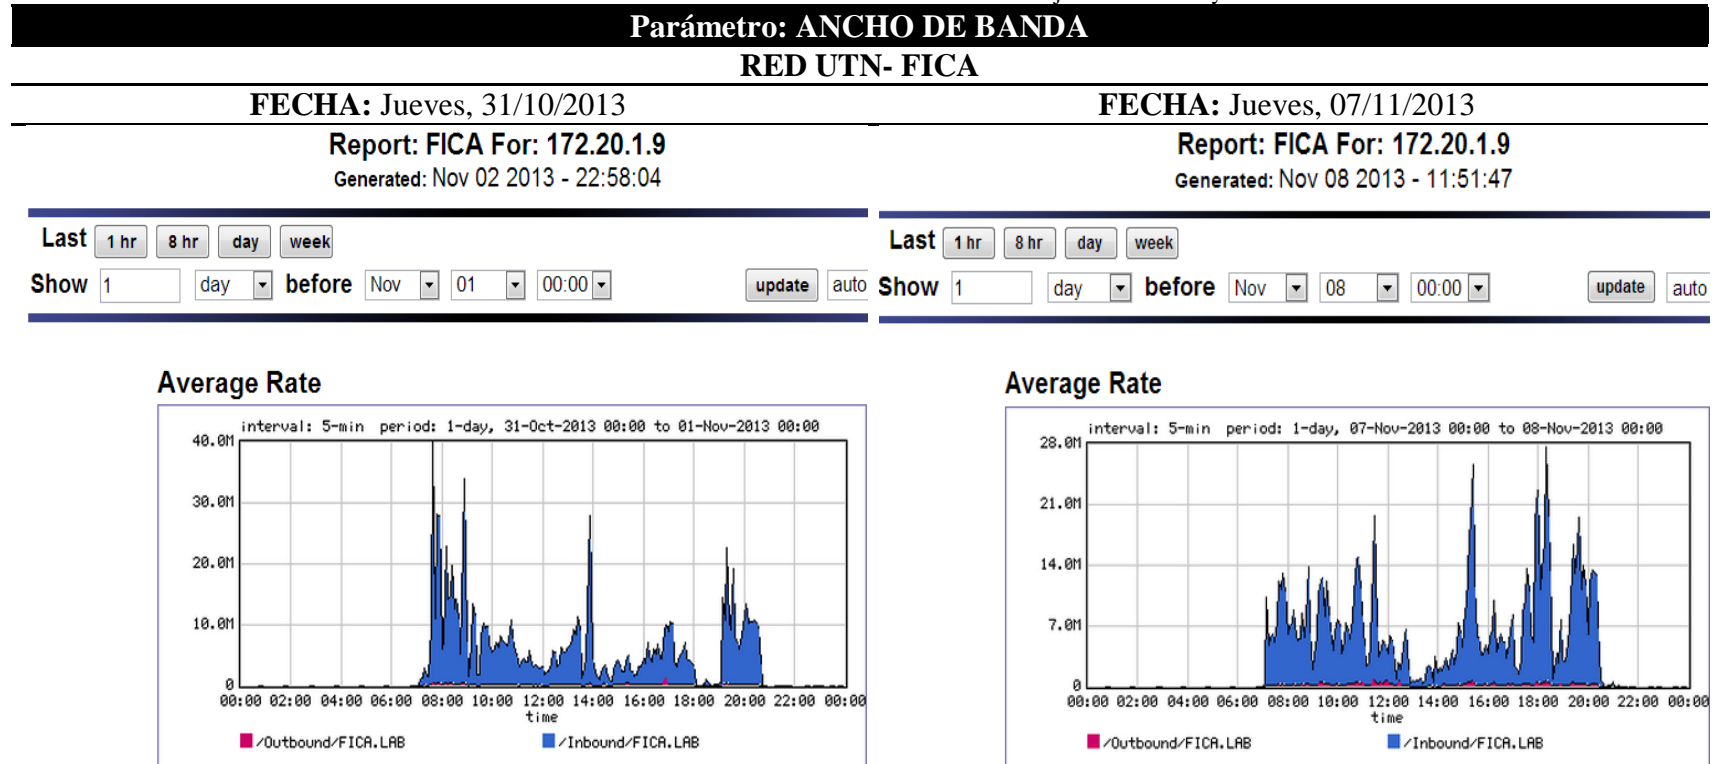 Parámetro: ANCHO DE BANDA
RED UTN- FICA
FECHA: Jueves, 31/10/2013
Report: FICA For: 172.20.1.9
Generated: Nov 02 2013 - 22:58:04
Last 1 hr 8 hr day week
Show 1 day before Nov 01 00:00 update auto
Average Rate
interval: 5-min period: 1-day, 31-Oct-2013 00:00 to 01-Nov-2013 00:00
40.0M
30.0M
20.0M
10.0M
0
00:00 02:00 04:00 06:00 08:00 10:00 12:00 14:00 16:00 18:00 20:00 22:00 00:00
time
/Outbound/FICA.LAB /Inbound/FICA.LAB
FECHA: Jueves, 07/11/2013
Report: FICA For: 172.20.1.9
Generated: Nov 08 2013 - 11:51:47
Last 1 hr 8 hr day week
Show 1 day before Nov 08 00:00 update auto
Average Rate
interval: 5-min period: 1-day, 07-Nov-2013 00:00 to 08-Nov-2013 00:00
28.0M
21.0M
14.0M
7.0M
0
00:00 02:00 04:00 06:00 08:00 10:00 12:00 14:00 16:00 18:00 20:00 22:00 00:00
time
/Outbound/FICA.LAB /Inbound/FICA.LAB